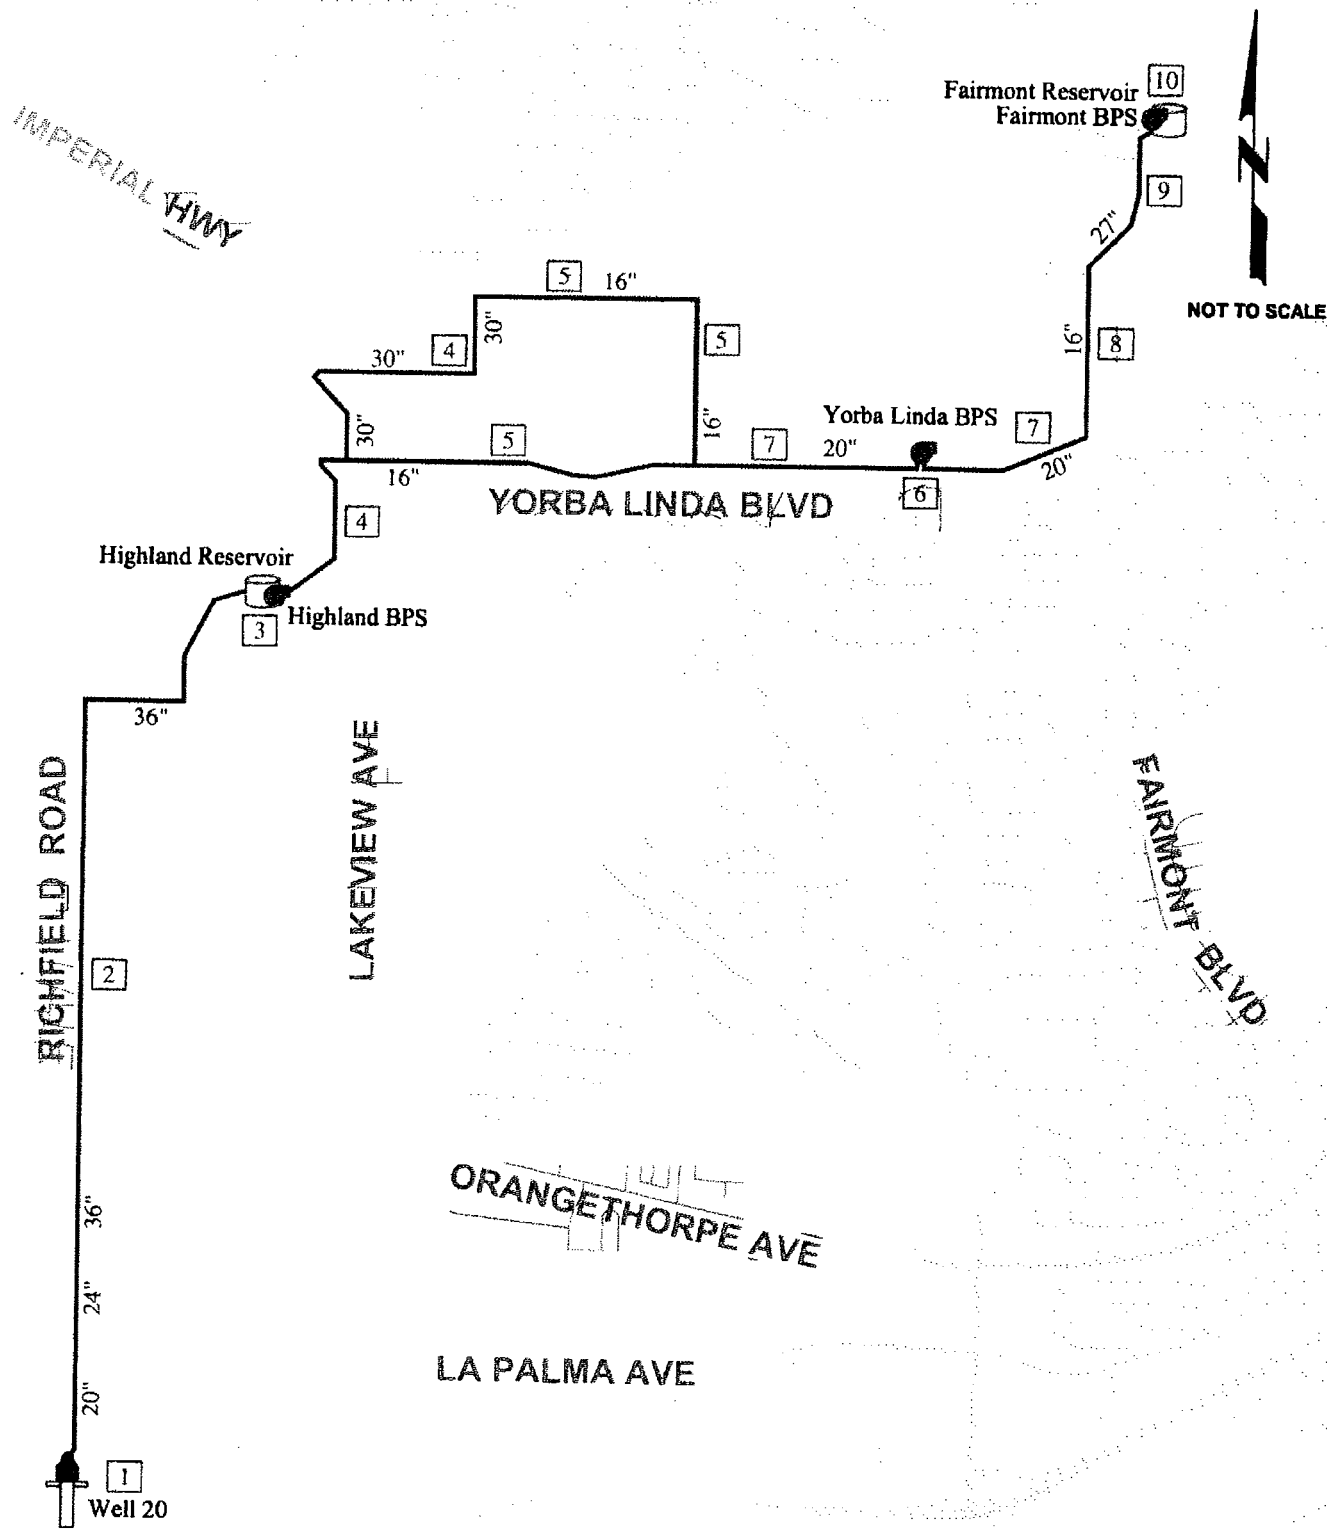 10
Fairmont Reservoir
Fairmont BPS
IMPERIAL HWY
9
27"
NOT TO SCALE
5
16"
30"
5
16"
8
30"
4
30"
Yorba Linda BPS
16"
7
20"
7
20"
5
16"
6
YORBA LINDA BLVD
4
Highland Reservoir
Highland BPS
3
36"
LAKEVIEW AVE
RICHFIELD ROAD
FAIRMONT BLVD
2
36"
ORANGETHORPE AVE
24"
LA PALMA AVE
20"
1
Well 20
N